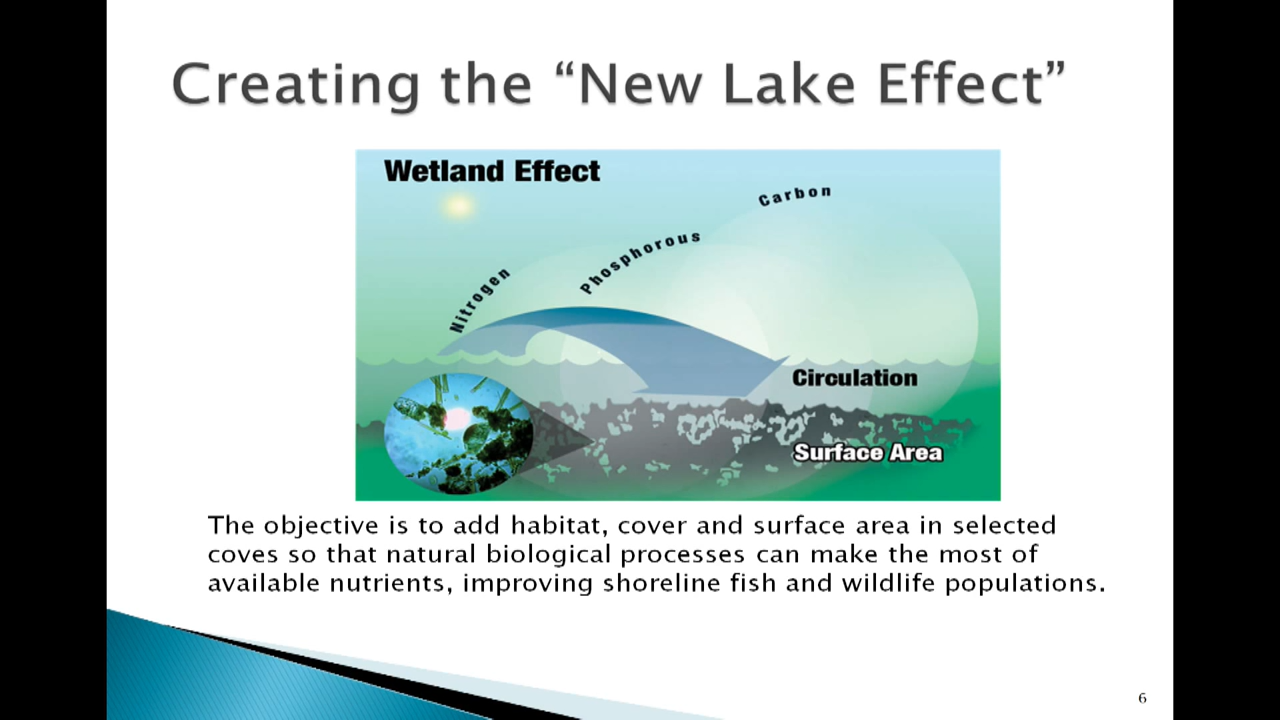 Creating the “New Lake Effect”
Wetland Effect
Carbon
Phosphorous
Nitrogen
Circulation
Surface Area
The objective is to add habitat, cover and surface area in selected
coves so that natural biological processes can make the most of
available nutrients, improving shoreline fish and wildlife populations.
6